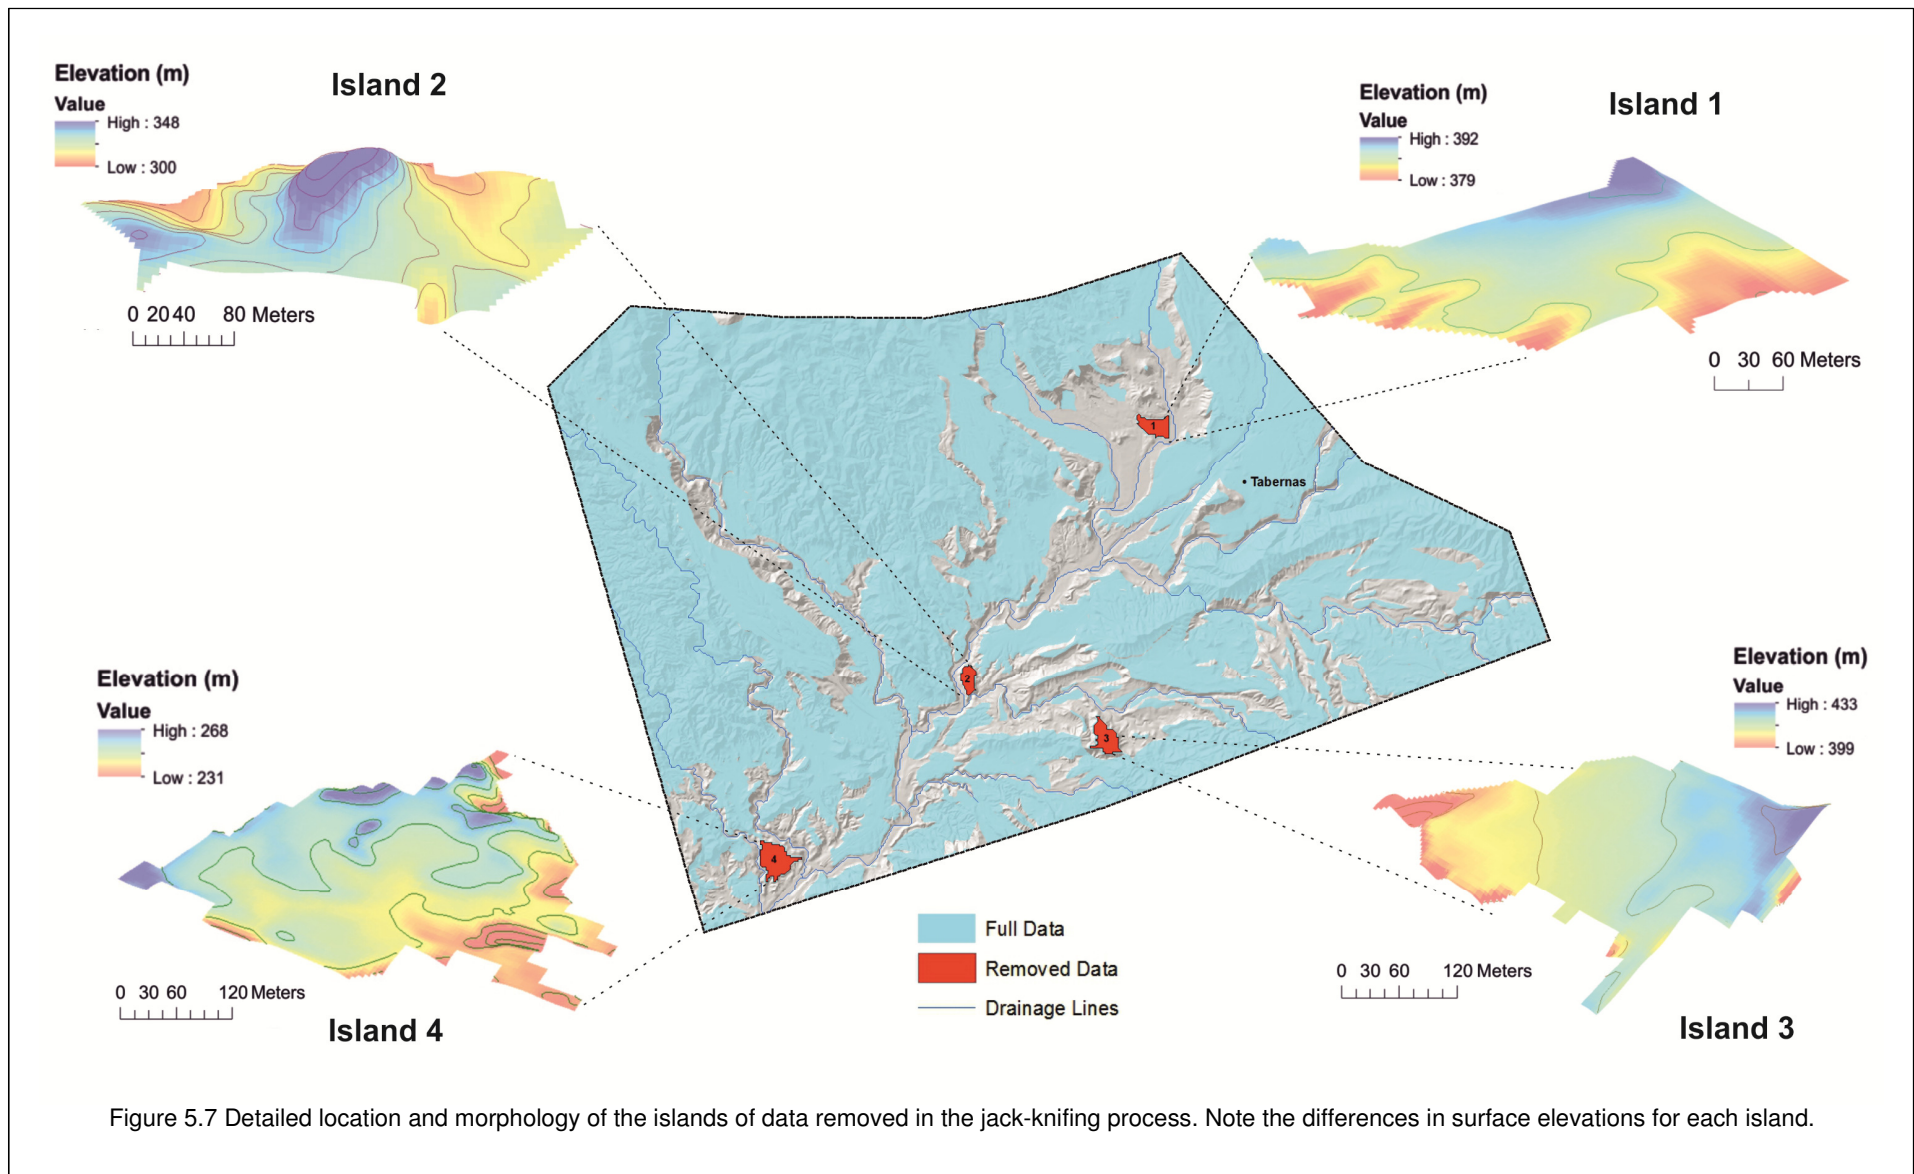 Elevation (m)
Island 2
Value
High : 348
Low : 300
0 20 40 80 Meters
Elevation (m)
Island 1
Value
High : 392
Low : 379
0 30 60 Meters
1
• Tabernas
2
3
4
Elevation (m)
Value
High : 268
Low : 231
0 30 60 120 Meters
Island 4
Elevation (m)
Value
High : 433
Low : 399
0 30 60 120 Meters
Island 3
Full Data
Removed Data
Drainage Lines
Figure 5.7 Detailed location and morphology of the islands of data removed in the jack-knifing process. Note the differences in surface elevations for each island.